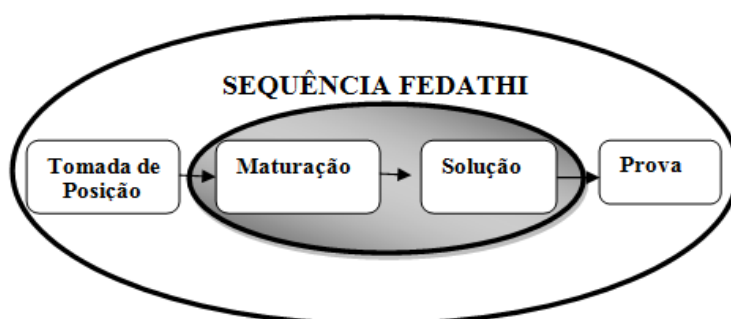 SEQUÊNCIA FEDATHI
Tomada de
Posição
Maturação
Solução
Prova